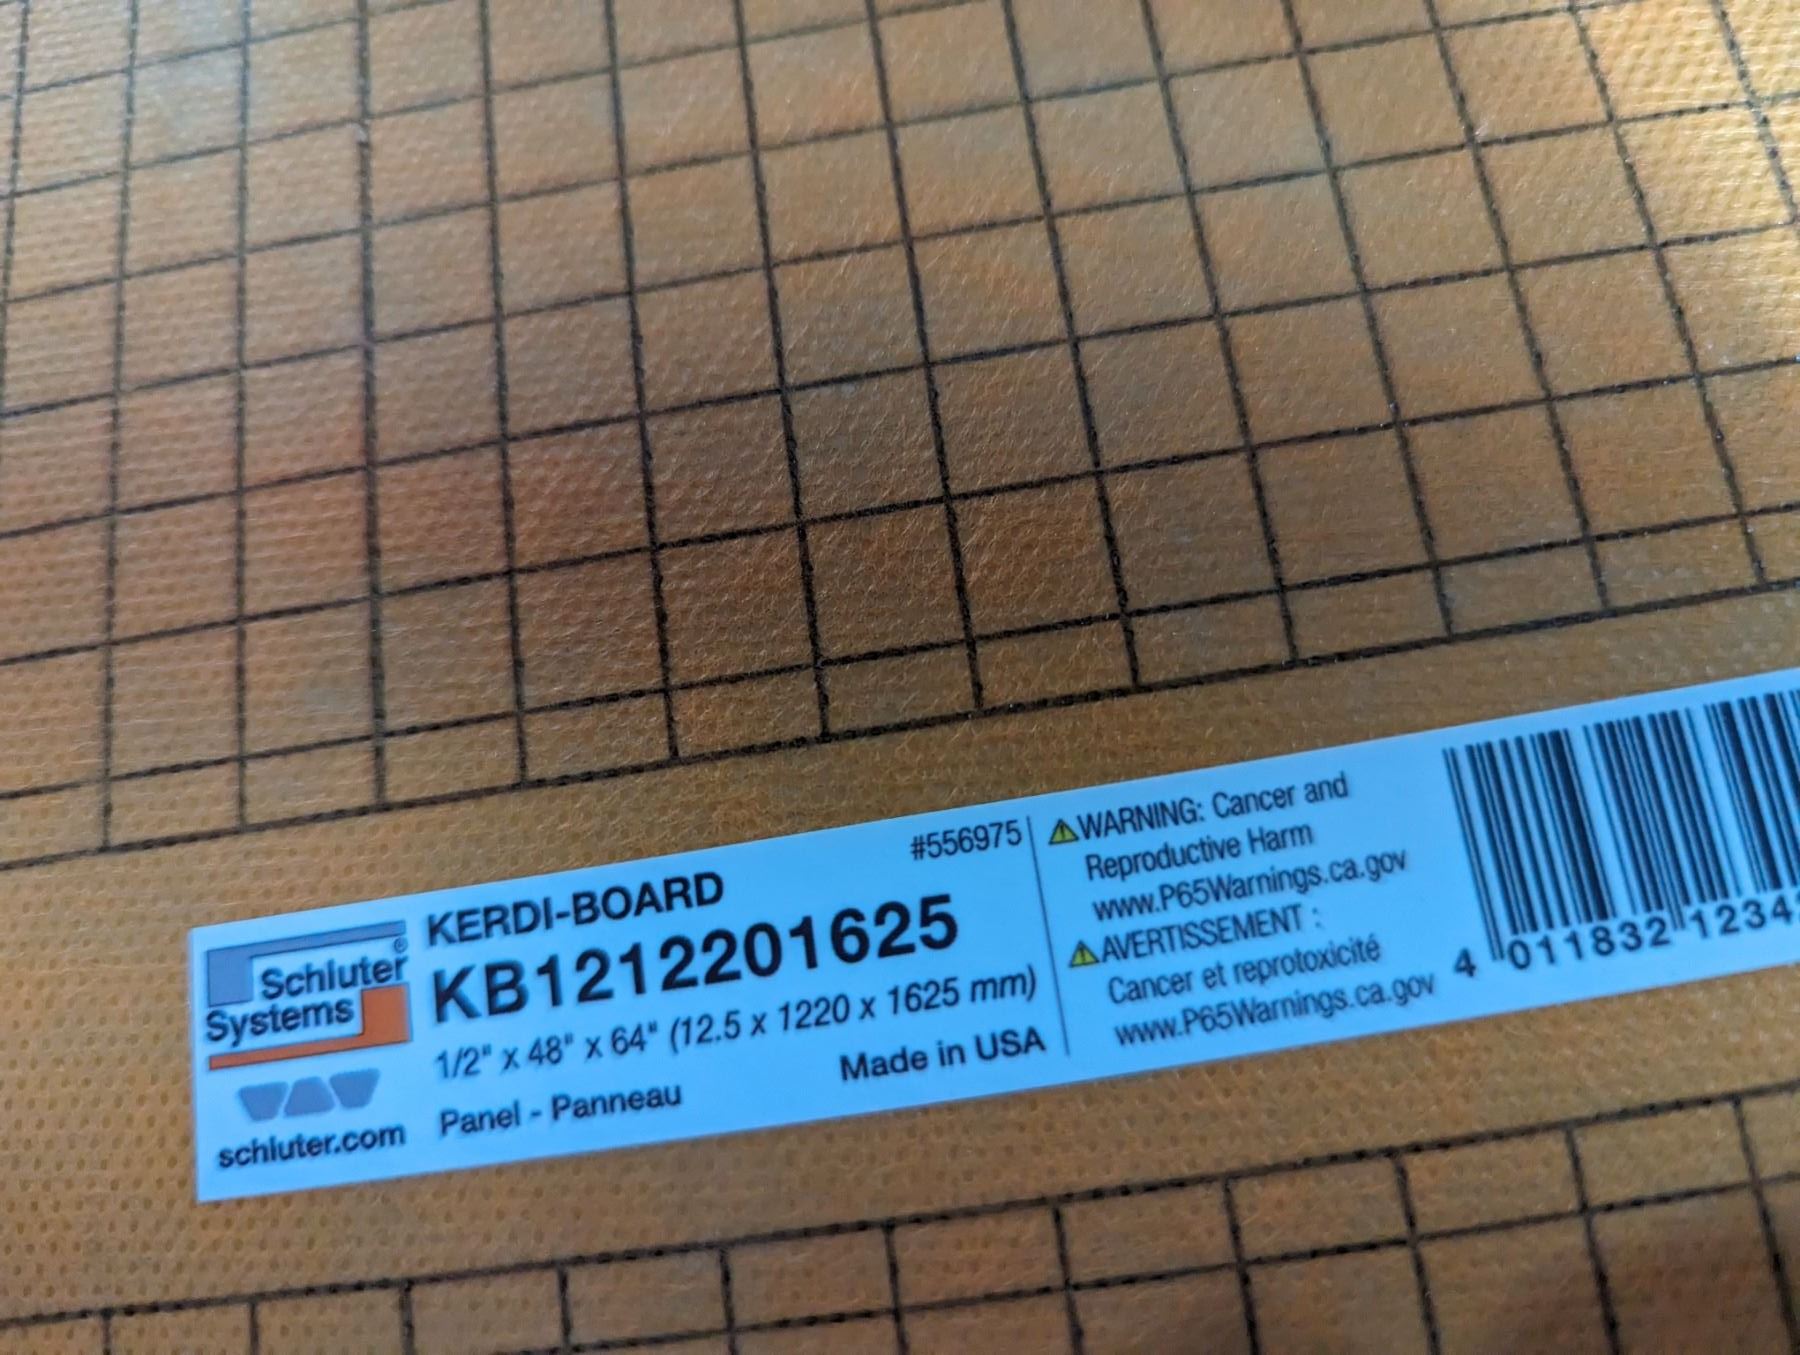 Schluter®
Systems
schluter.com
KERDI-BOARD
#556975
KB1212201625
1/2" x 48" x 64" (12.5 x 1220 x 1625 mm)
Panel - Panneau
Made in USA
⚠WARNING: Cancer and
Reproductive Harm
www.P65Warnings.ca.gov
⚠AVERTISSEMENT :
Cancer et reprotoxicité
www.P65Warnings.ca.gov
4 011832 1234